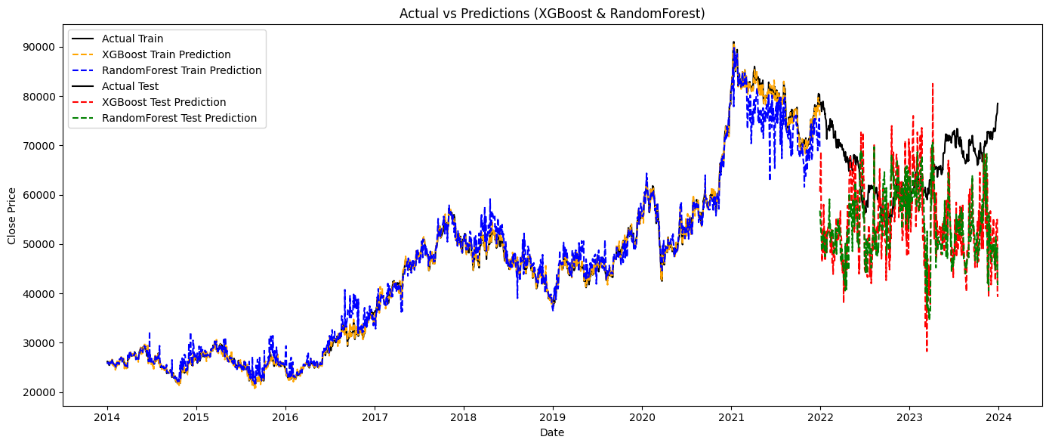 Actual vs Predictions (XGBoost & RandomForest)
Actual Train
XGBoost Train Prediction
RandomForest Train Prediction
Actual Test
XGBoost Test Prediction
RandomForest Test Prediction
Close Price
90000
80000
70000
60000
50000
40000
30000
20000
2014 2015 2016 2017 2018 2019 2020 2021 2022 2023 2024
Date